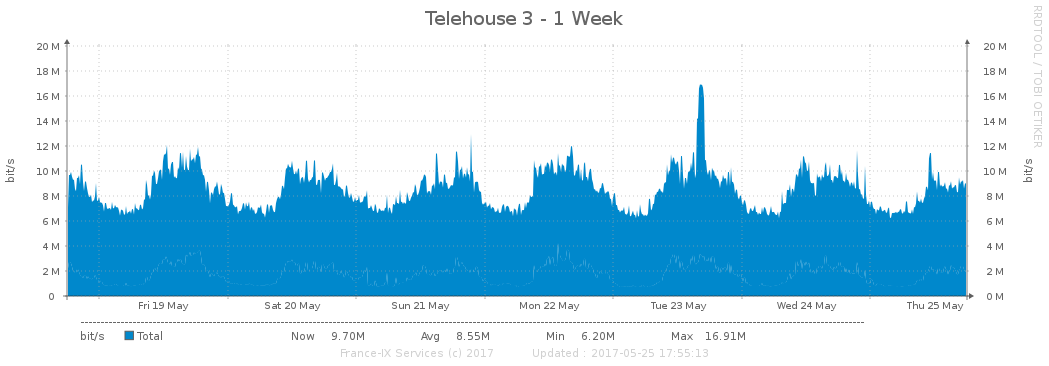 Telehouse 3 - 1 Week
RRDTOOL / TOBI OETIKER
bit/s
20 M
18 M
16 M
14 M
12 M
10 M
8 M
6 M
4 M
2 M
0
20 M
18 M
16 M
14 M
12 M
10 M
8 M
6 M
4 M
2 M
0 M
bit/s
Fri 19 May Sat 20 May Sun 21 May Mon 22 May Tue 23 May Wed 24 May Thu 25 May
bit/s Total Now 9.70M Avg 8.55M Min 6.20M Max 16.91M
France-IX Services (c) 2017 Updated : 2017-05-25 17:55:13